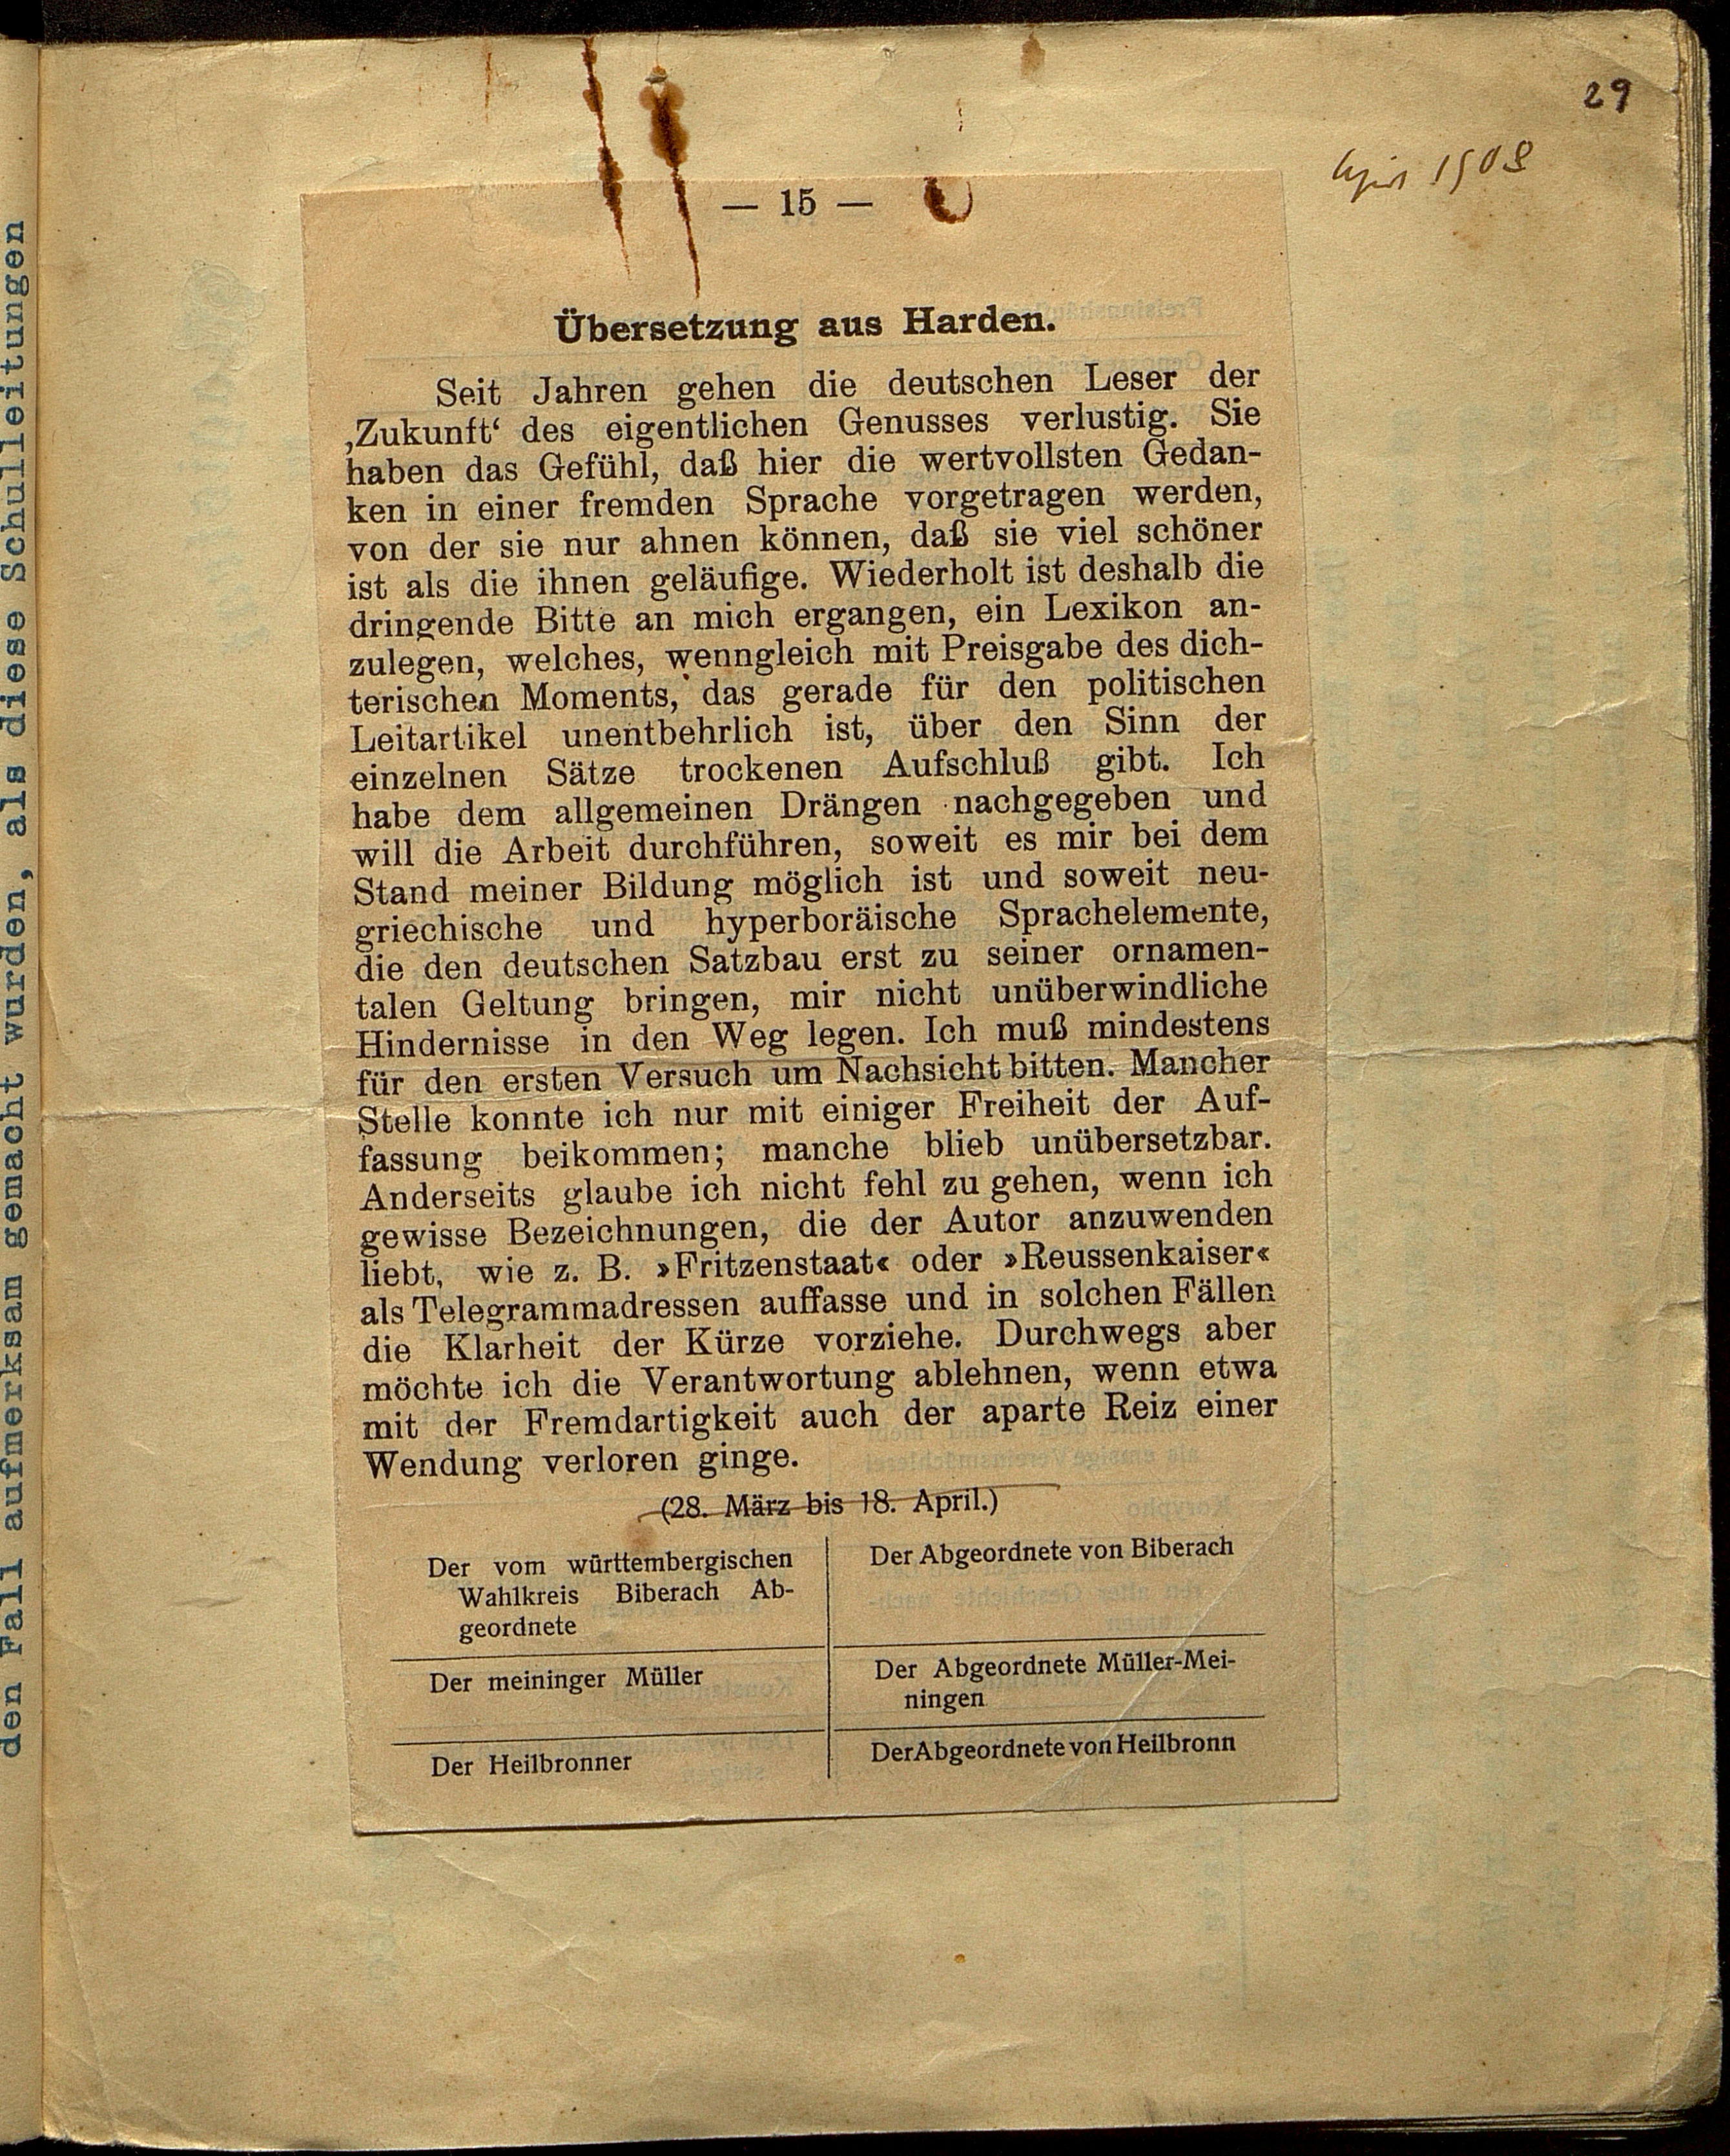 29
April 1908
— 15 —
Übersetzung aus Harden.
Seit Jahren gehen die deutschen Leser der
‚Zukunft‘ des eigentlichen Genusses verlustig. Sie
haben das Gefühl, daß hier die wertvollsten Gedan-
ken in einer fremden Sprache vorgetragen werden,
von der sie nur ahnen können, daß sie viel schöner
ist als die ihnen geläufige. Wiederholt ist deshalb die
dringende Bitte an mich ergangen, ein Lexikon an-
zulegen, welches, wenngleich mit Preisgabe des dich-
terischen Moments, das gerade für den politischen
Leitartikel unentbehrlich ist, über den Sinn der
einzelnen Sätze trockenen Aufschluß gibt. Ich
habe dem allgemeinen Drängen nachgegeben und
will die Arbeit durchführen, soweit es mir bei dem
Stand meiner Bildung möglich ist und soweit neu-
griechische und hyperboräische Sprachelemente,
die den deutschen Satzbau erst zu seiner ornamen-
talen Geltung bringen, mir nicht unüberwindliche
Hindernisse in den Weg legen. Ich muß mindestens
für den ersten Versuch um Nachsicht bitten. Mancher
Stelle konnte ich nur mit einiger Freiheit der Auf-
fassung beikommen; manche blieb unübersetzbar.
Anderseits glaube ich nicht fehl zu gehen, wenn ich
gewisse Bezeichnungen, die der Autor anzuwenden
liebt, wie z. B. »Fritzenstaat« oder »Reussenkaiser«
als Telegrammadressen auffasse und in solchen Fällen
die Klarheit der Kürze vorziehe. Durchwegs aber
möchte ich die Verantwortung ablehnen, wenn etwa
mit der Fremdartigkeit auch der aparte Reiz einer
Wendung verloren ginge.
(28. März bis 18. April.)
Der vom württembergischen
Wahlkreis Biberach Ab-
geordnete
Der Abgeordnete von Biberach
Der meininger Müller
Der Abgeordnete Müller-Mei-
ningen
Der Heilbronner
Der Abgeordnete von Heilbronn
den Fall aufmerksam gemacht wurden, als diese Schulleitungen